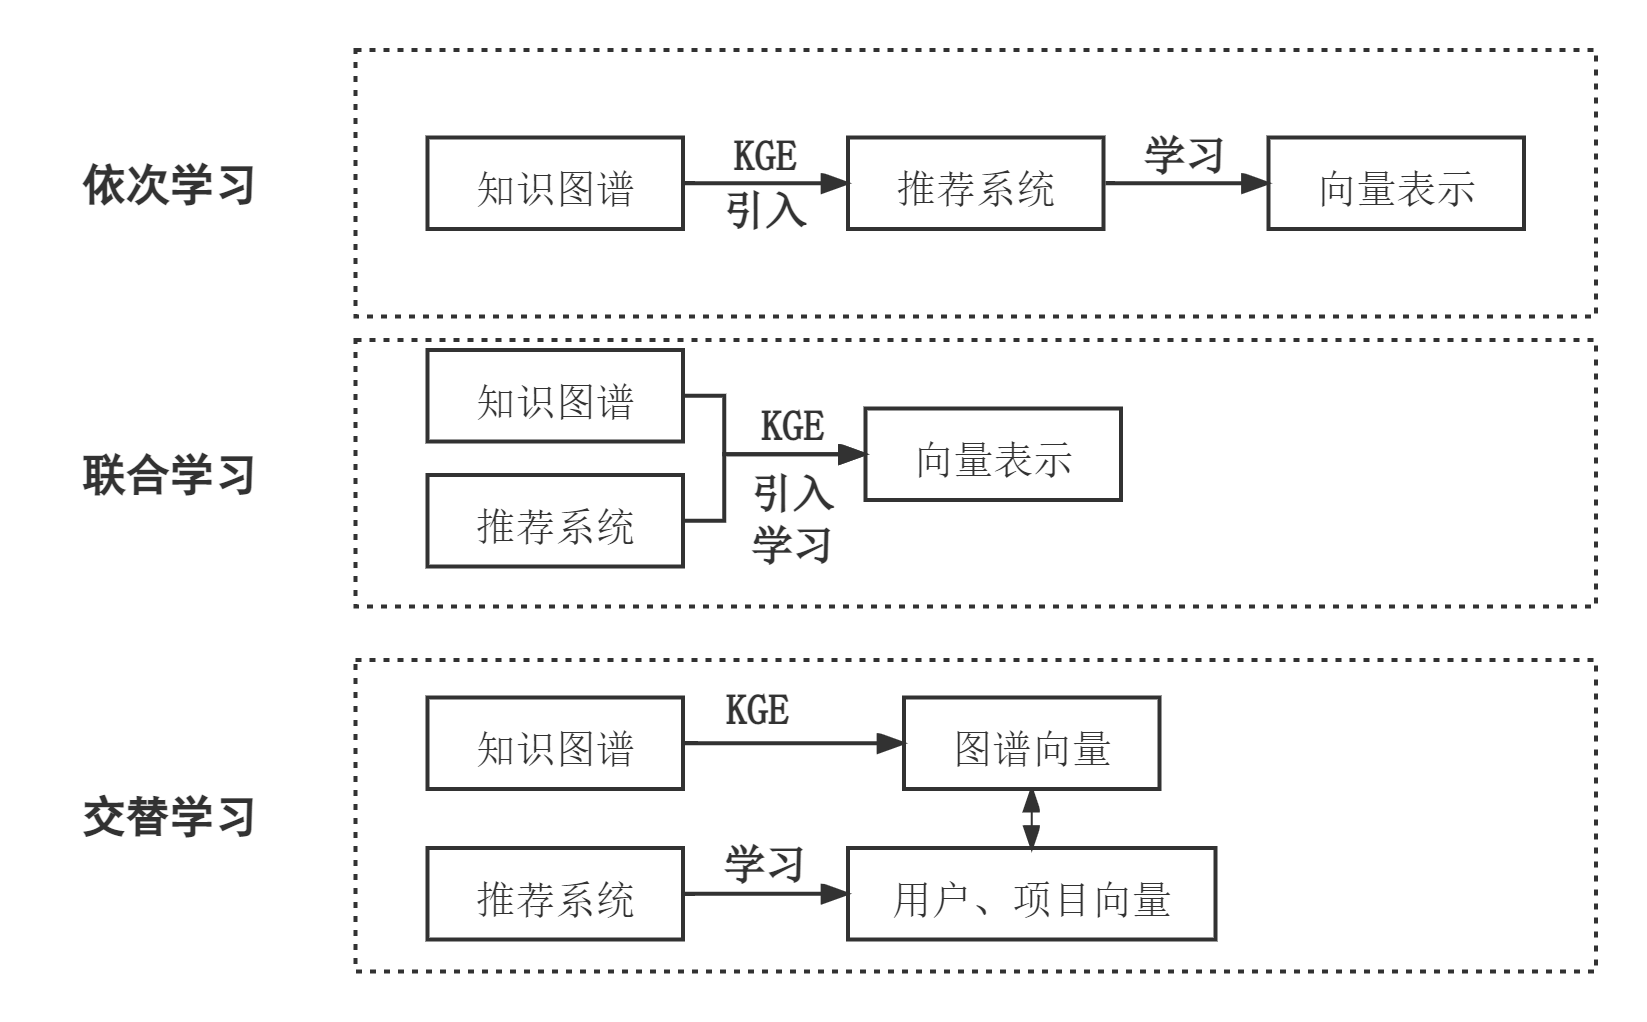 依次学习
知识图谱
KGE
引入
推荐系统
学习
向量表示
联合学习
知识图谱
推荐系统
KGE
引入
学习
向量表示
交替学习
知识图谱
KGE
图谱向量
推荐系统
学习
用户、项目向量